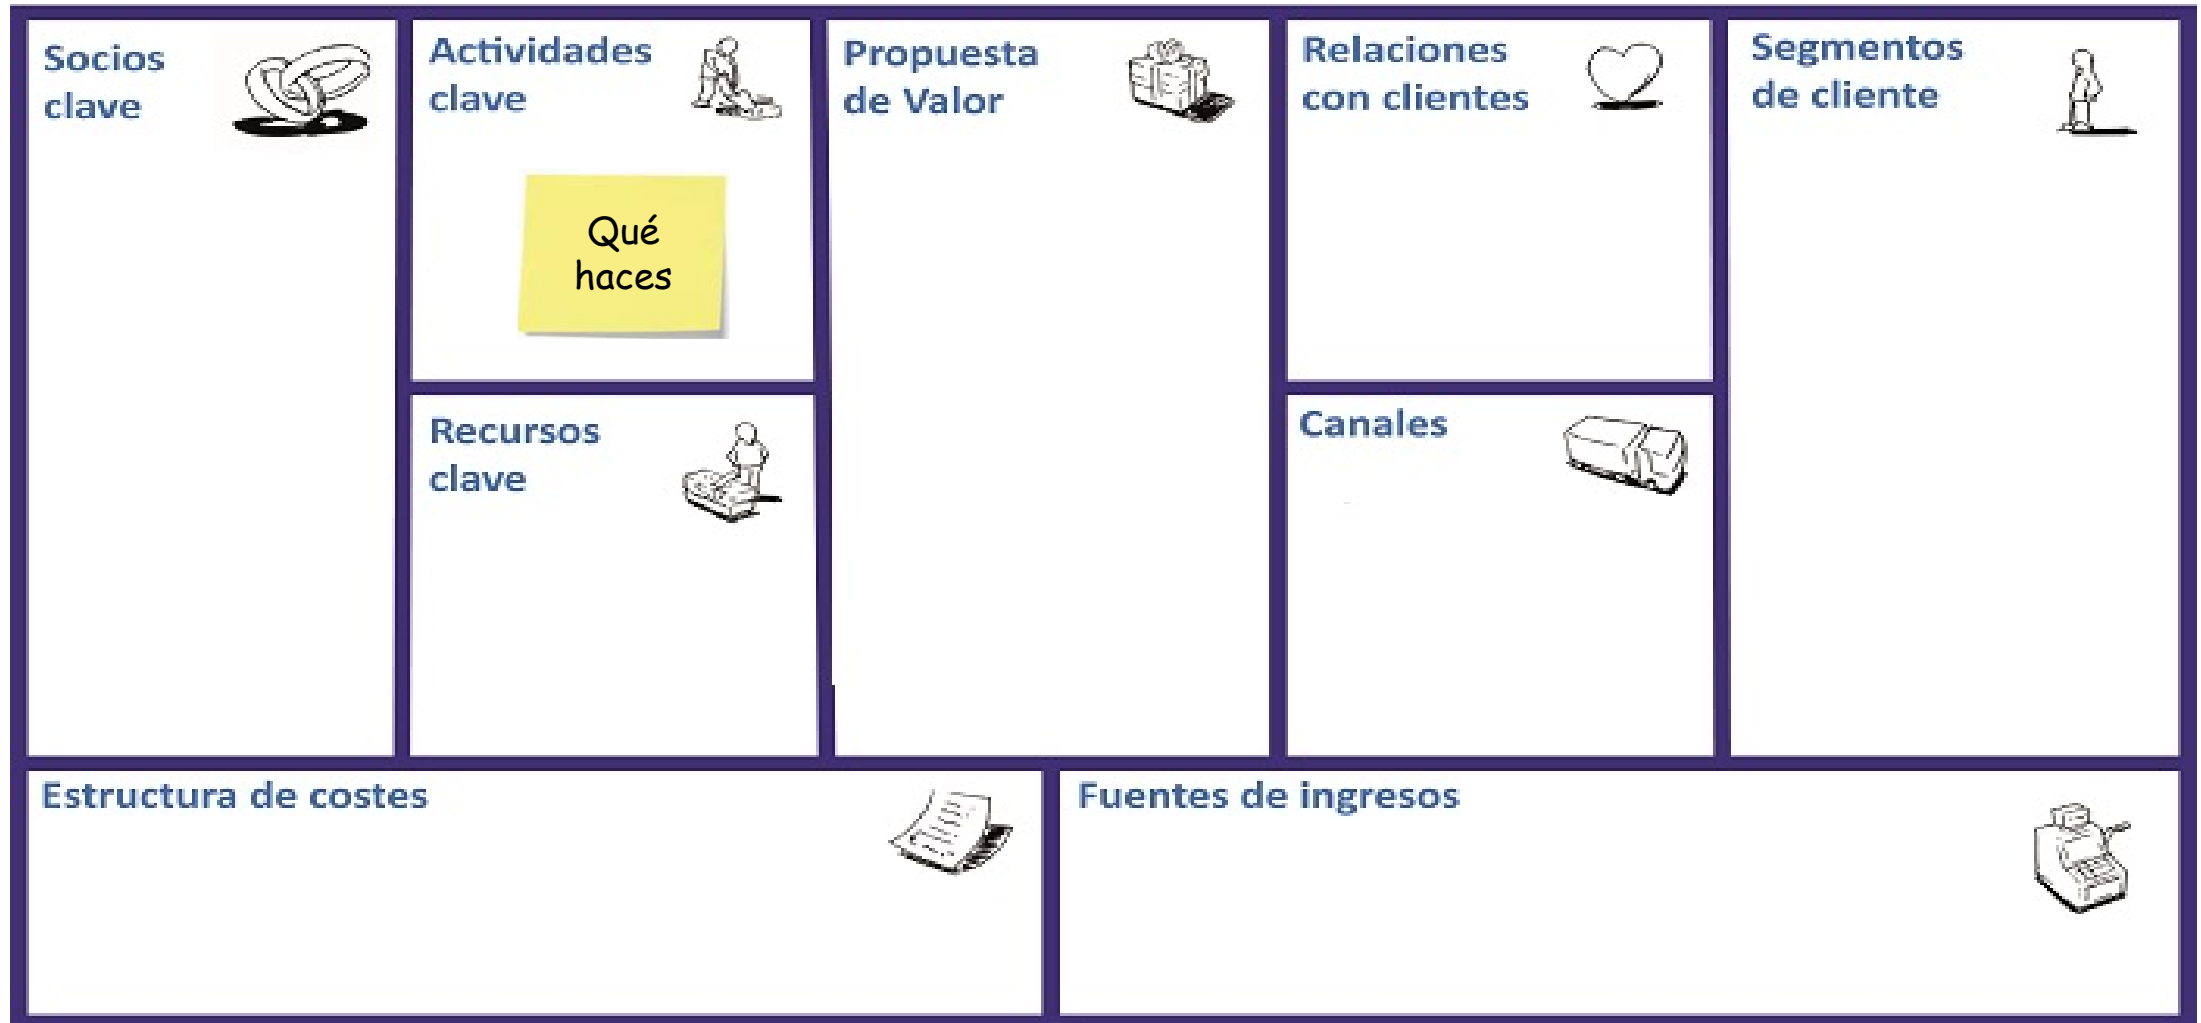 Socios
clave
Actividades
clave
Qué
haces
Recursos
clave
Propuesta
de Valor
Relaciones
con clientes
Canales
Segmentos
de cliente
Estructura de costes
Fuentes de ingresos